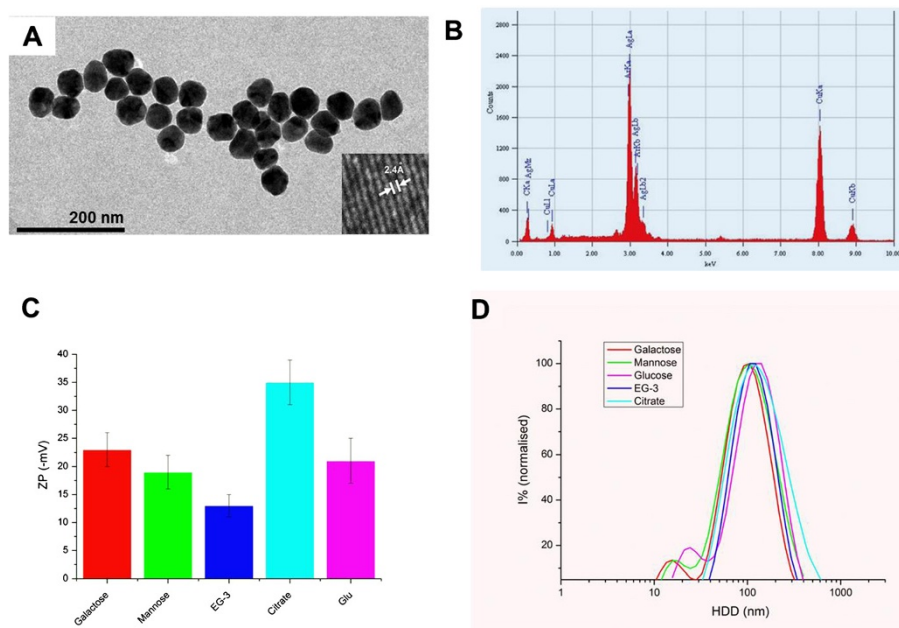 A
2.4Å
200 nm
B
Counts
2800
2400
2000
1600
1200
800
400
0
CKa
AgMz
CuLl
CuLa
ArKa
AgLa
AgLb
ArKb
AgLb2
CuKa
CuKb
0.00
1.00
2.00
3.00
4.00
5.00
6.00
7.00
8.00
9.00
10.00
keV
C
ZP (-mV)
40
35
30
25
20
15
10
5
0
Galactose
Mannose
EG-3
Citrate
Glu
D
Galactose
Mannose
Glucose
EG-3
Citrate
I% (normalised)
100
80
60
40
20
1
10
100
1000
HDD (nm)